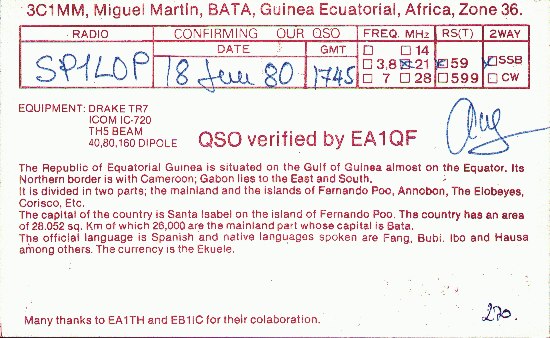 3C1MM, Miguel Martin, BATA, Guinea Ecuatorial, Africa, Zone 36.
RADIO CONFIRMING OUR QSO FREQ. MHz RS(T) 2WAY
DATE GMT
SP1LOP 18 Jun 80 1745
14
3,8 21 59 SSB
7 28 599 CW
EQUIPMENT: DRAKE TR7
ICOM IC-720
TH5 BEAM
40,80,160 DIPOLE
QSO verified by EA1QF
The Republic of Equatorial Guinea is situated on the Gulf of Guinea almost on the Equator. Its
Northern border is with Cameroon; Gabon lies to the East and South.
It is divided in two parts; the mainland and the islands of Fernando Poo, Annobon, The Elobeyes,
Corisco, Etc.
The capital of the country is Santa Isabel on the island of Fernando Poo. The country has an area
of 28.052 sq. Km of which 26,000 are the mainland part whose capital is Bata.
The official language is Spanish and native languages spoken are Fang, Bubi. Ibo and Hausa
among others. The currency is the Ekuele.
270.
Many thanks to EA1TH and EB1IC for their colaboration.